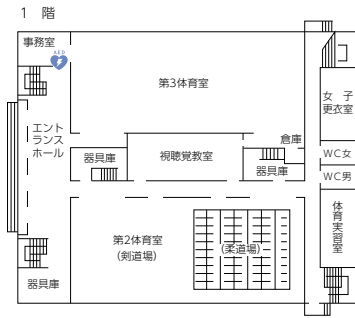 1 階
事務室
AED
第3体育室
女 子
更衣室
エント
ランス
ホール
倉庫
器具庫
視聴覚教室
器具庫
WC女
WC男
体育実習室
第2体育室
(剣道場)
(柔道場)
器具庫